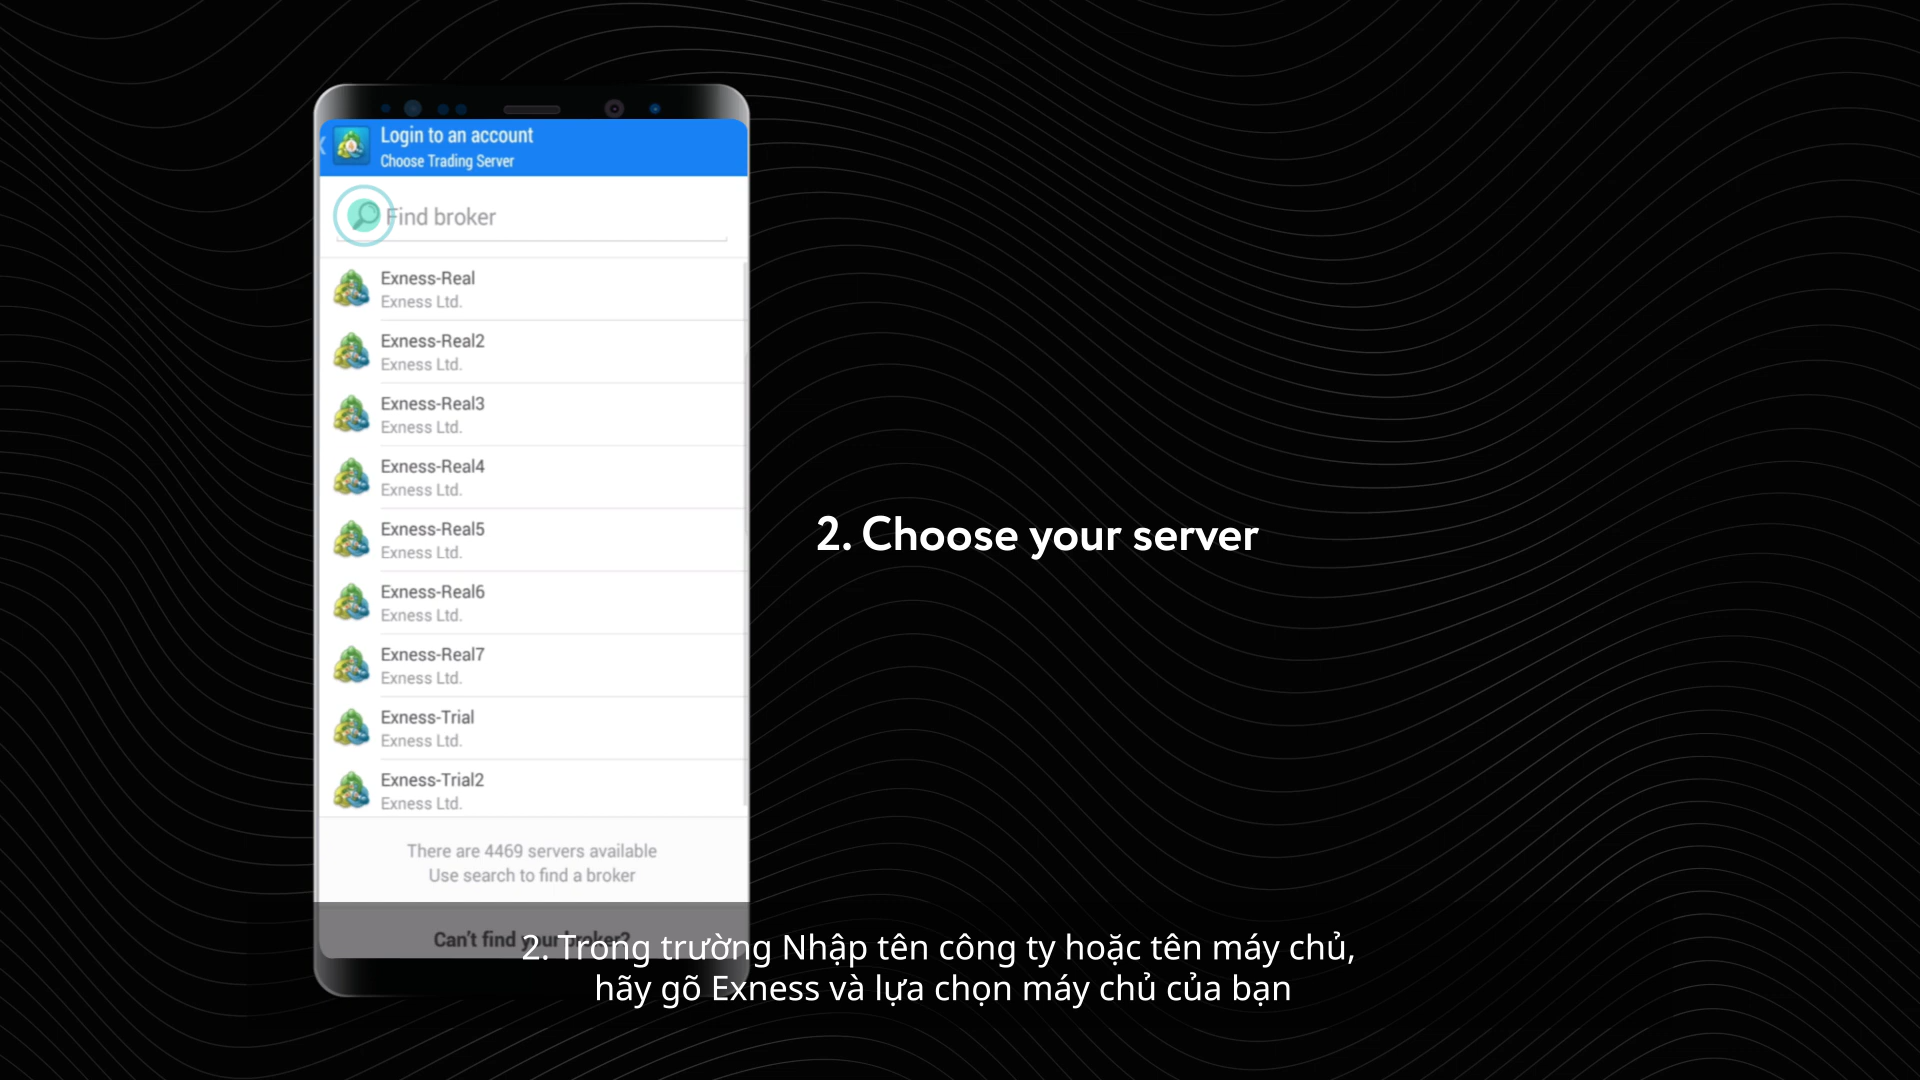 Login to an account
Choose Trading Server
Find broker
Exness-Real
Exness Ltd.
Exness-Real2
Exness Ltd.
Exness-Real3
Exness Ltd.
Exness-Real4
Exness Ltd.
Exness-Real5
Exness Ltd.
Exness-Real6
Exness Ltd.
Exness-Real7
Exness Ltd.
Exness-Trial
Exness Ltd.
Exness-Trial2
Exness Ltd.
There are 4469 servers available
Use search to find a broker
Can't find your broker?
2. Choose your server
2. Trong trường Nhập tên công ty hoặc tên máy chủ,
hãy gõ Exness và lựa chọn máy chủ của bạn